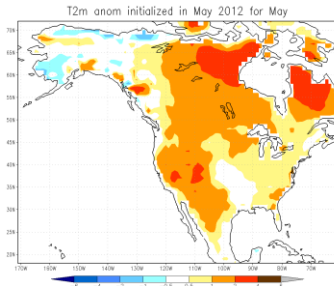 T2m anom initialized in May 2012 for May
70N
65N
60N
55N
50N
45N
40N
35N
30N
25N
20N
170W 160W 150W 140W 130W 120W 110W 100W 90W 80W 70W